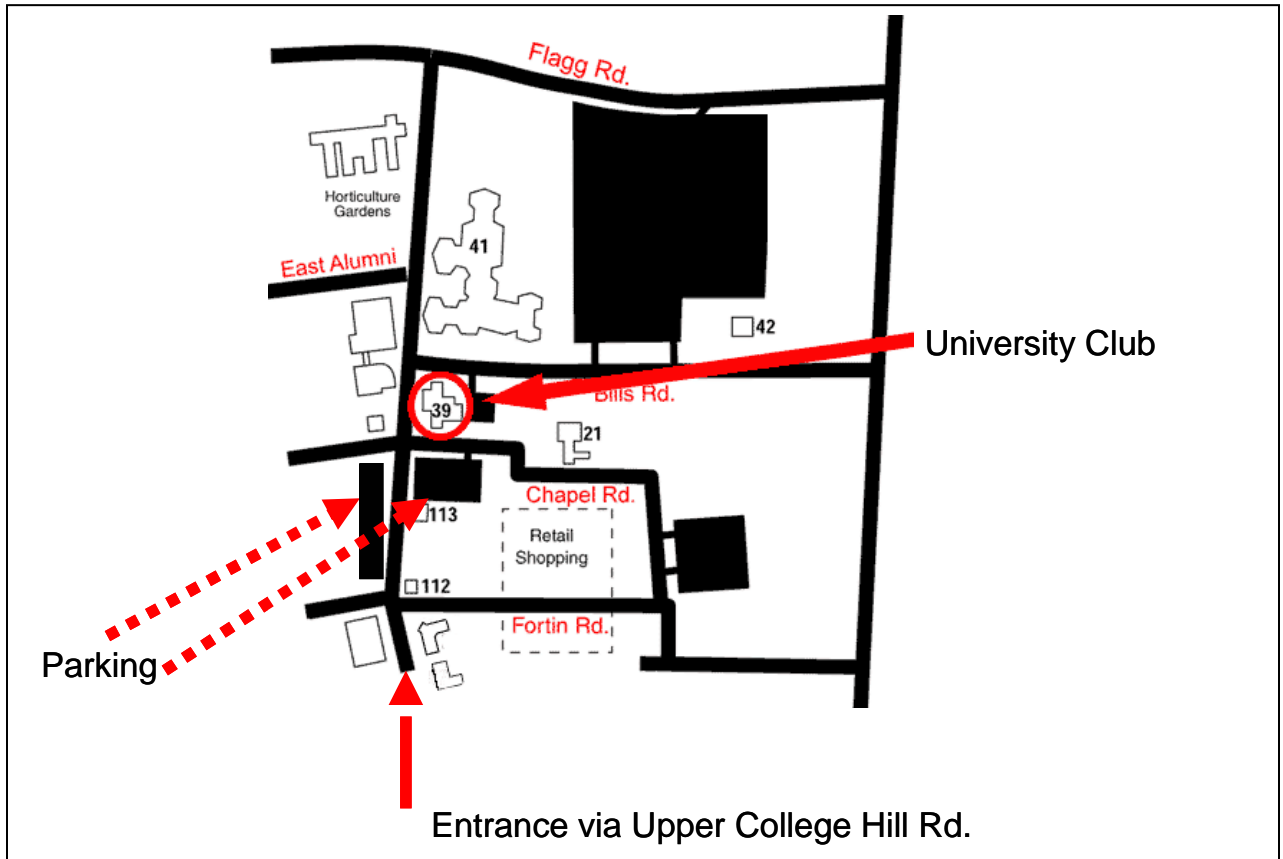 Flagg Rd.
Horticulture
Gardens
41
East Alumni
42
University Club
Bills Rd.
39
21
Chapel Rd.
113
Retail
Shopping
112
Fortin Rd.
Parking
Entrance via Upper College Hill Rd.